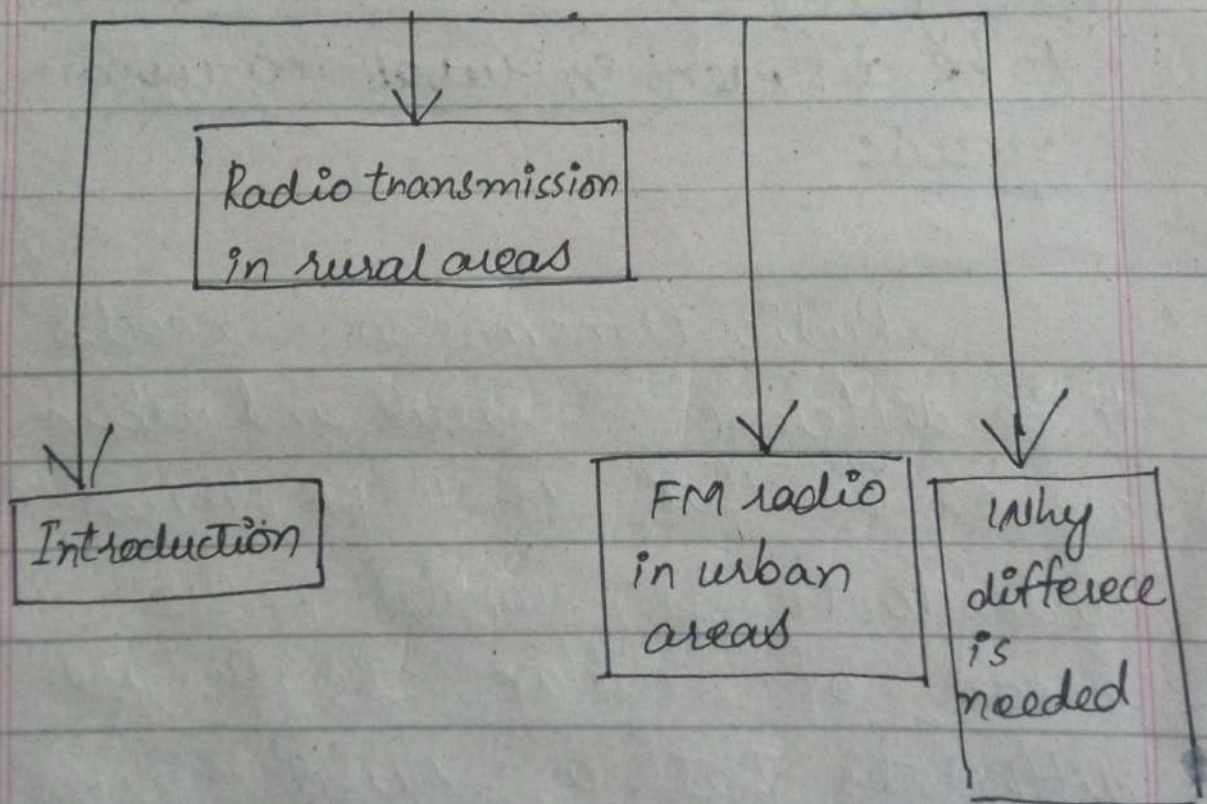 Radio transmission
in rural areas
Introduction
FM radio
in urban
areas
Why
differece
is
needed